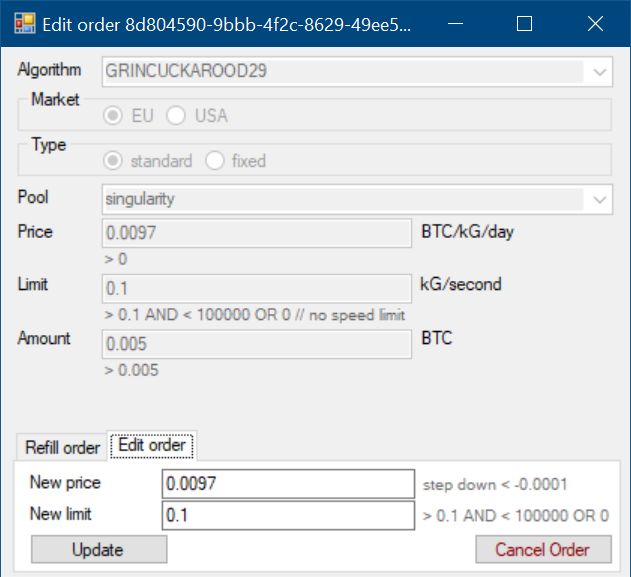 Edit order 8d804590-9bbb-4f2c-8629-49ee5...
Algorithm GRINCUCKAROOD29
Market
EU USA
Type
standard fixed
Pool singularity
Price 0.0097 BTC/kG/day
> 0
Limit 0.1 kG/second
> 0.1 AND < 100000 OR 0 // no speed limit
Amount 0.005 BTC
> 0.005
Refill order Edit order
New price 0.0097 step down < -0.0001
New limit 0.1 > 0.1 AND < 100000 OR 0
Update Cancel Order